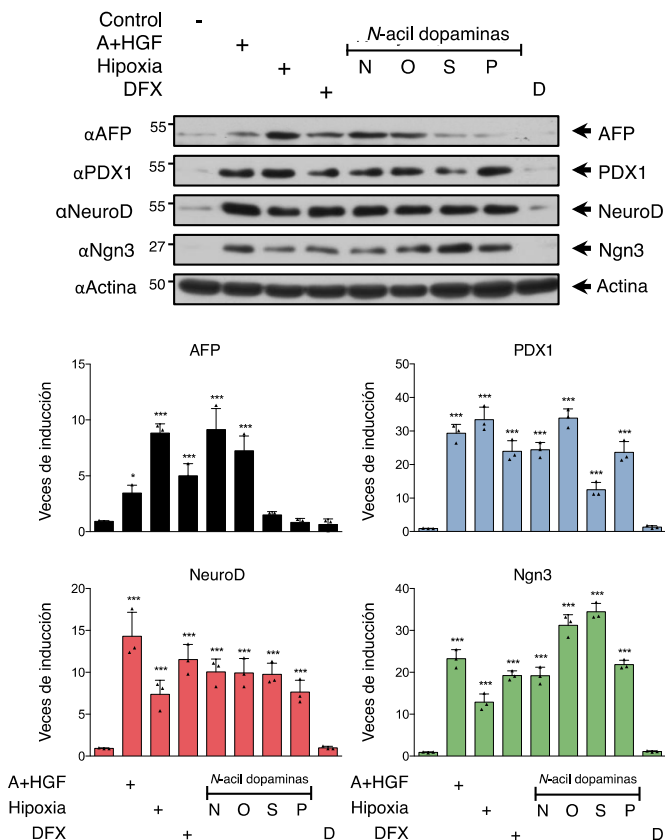 Control -
A+HGF + N-acil dopaminas
Hipoxia + N O S P
DFX + D
αAFP 55 AFP
αPDX1 55 PDX1
αNeuroD 55 NeuroD
αNgn3 27 Ngn3
αActina 50 Actina
AFP
Veces de inducción
15
10
5
0
* *** *** *** ***
PDX1
Veces de inducción
50
40
30
20
10
0
*** *** *** *** *** *** ***
NeuroD
Veces de inducción
20
15
10
5
0
*** *** *** *** *** *** ***
Ngn3
Veces de inducción
50
40
30
20
10
0
*** *** *** *** *** *** ***
A+HGF + N-acil dopaminas + N-acil dopaminas
Hipoxia + N O S P + N O S P
DFX + D + D